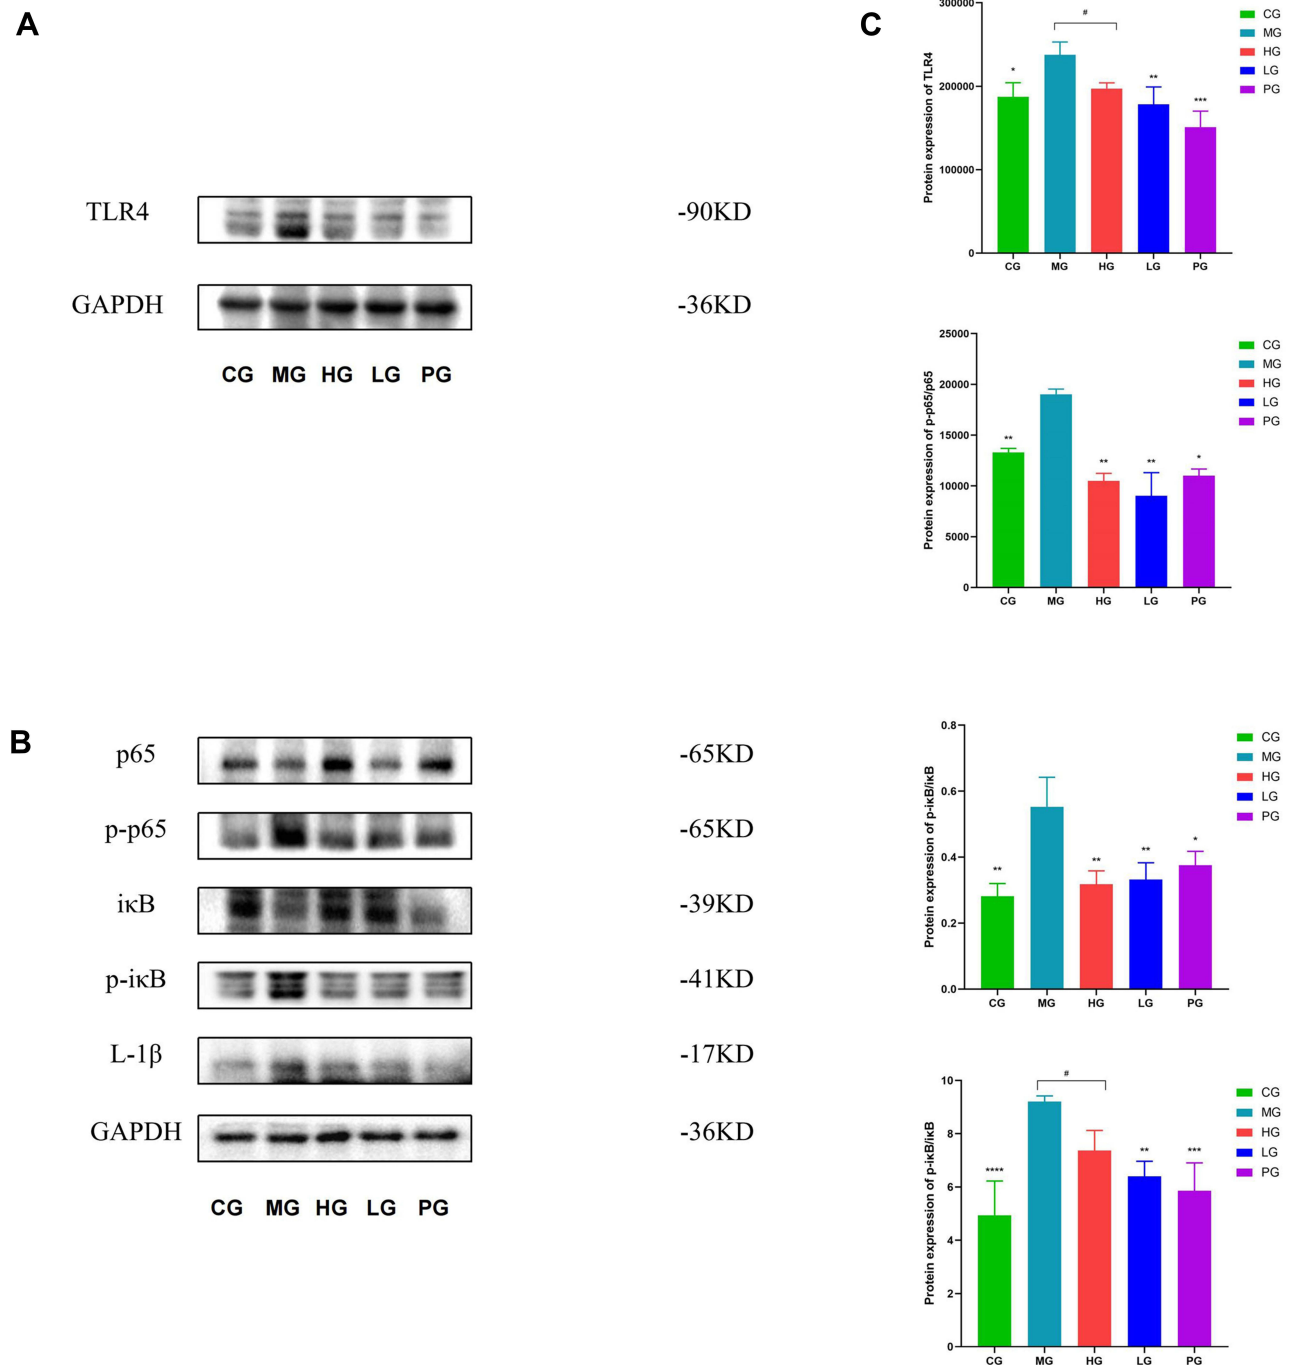 A
TLR4
-90KD
GAPDH
-36KD
CG MG HG LG PG
B
p65
-65KD
p-p65
-65KD
iκB
-39KD
p-iκB
-41KD
L-1β
-17KD
GAPDH
-36KD
CG MG HG LG PG
C
Protein expression of TLR4
300000
200000
100000
0
*
#
**
***
CG MG HG LG PG
CG
MG
HG
LG
PG
Protein expression of p-p65/p65
25000
20000
15000
10000
5000
0
**
**
**
*
CG MG HG LG PG
CG
MG
HG
LG
PG
Protein expression of p-iκB/iκB
0.8
0.6
0.4
0.2
0.0
**
**
**
*
CG MG HG LG PG
CG
MG
HG
LG
PG
Protein expression of p-iκB/iκB
10
8
6
4
2
0
****
#
**
***
CG MG HG LG PG
CG
MG
HG
LG
PG